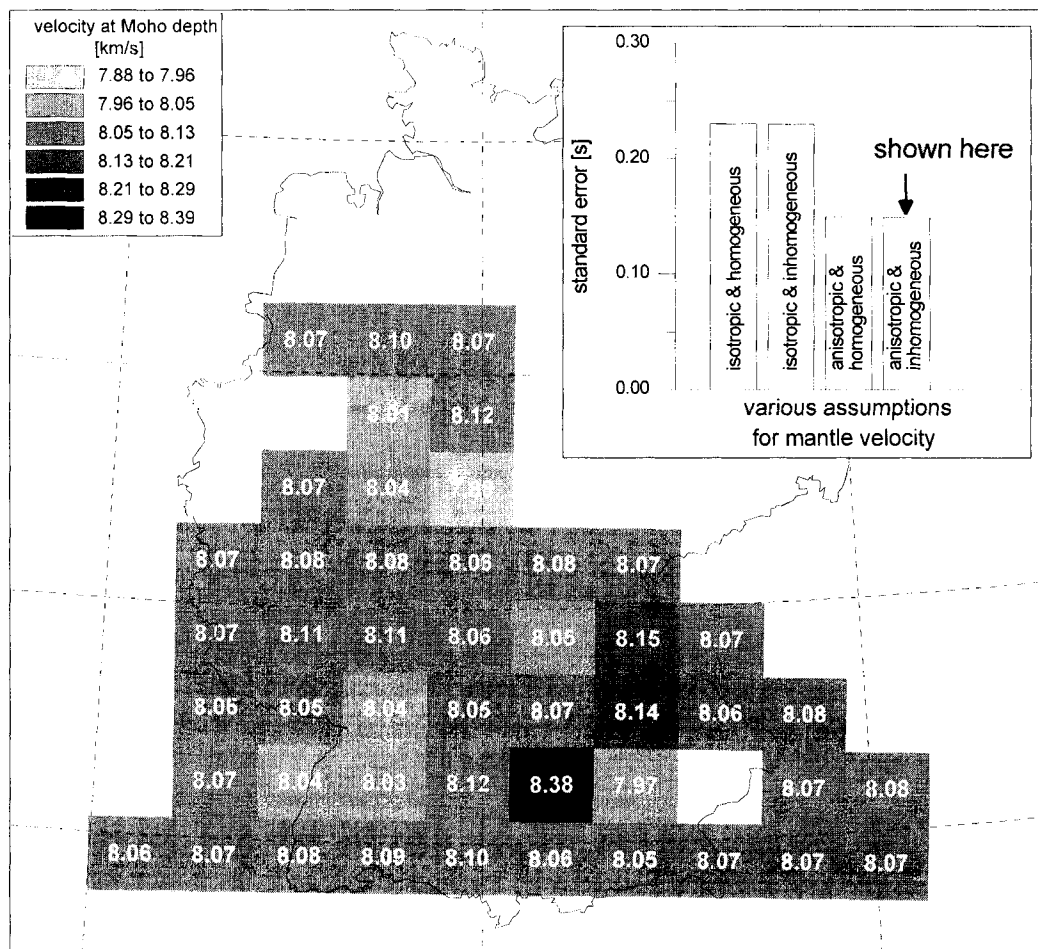 velocity at Moho depth
[km/s]
7.88 to 7.96
7.96 to 8.05
8.05 to 8.13
8.13 to 8.21
8.21 to 8.29
8.29 to 8.39
0.30
0.20
0.10
0.00
standard error [s]
isotropic & homogeneous
isotropic & inhomogeneous
anisotropic &
homogeneous
anisotropic &
inhomogeneous
shown here
various assumptions
for mantle velocity
8.07 8.10 8.07
8.01 8.12
8.07 8.04
8.07 8.08 8.08 8.08 8.07
8.07 8.11 8.11 8.06 8.05 8.15 8.07
8.05 8.04 8.05 8.07 8.14 8.06 8.08
8.07 8.04 8.03 8.12 8.38 7.97 8.07 8.08
8.06 8.07 8.08 8.09 8.10 8.06 8.05 8.07 8.07 8.07